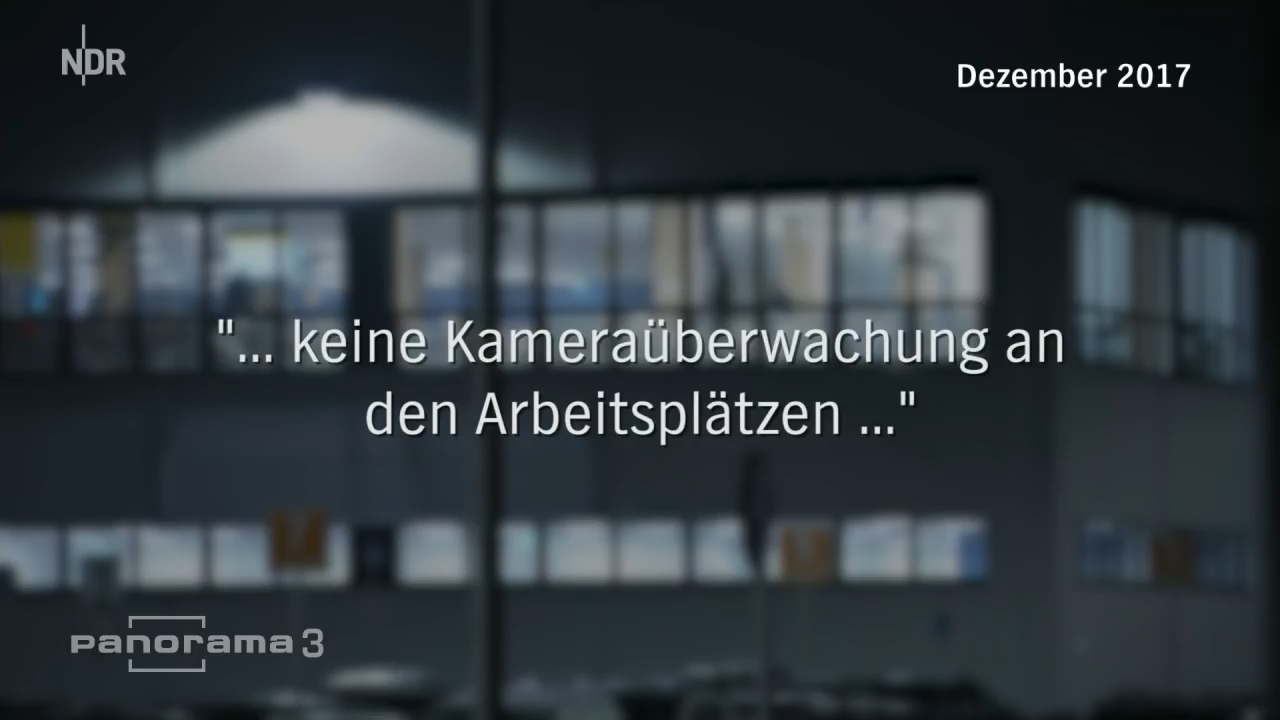 NDR
Dezember 2017
"... keine Kameraüberwachung an
den Arbeitsplätzen ..."
panorama 3